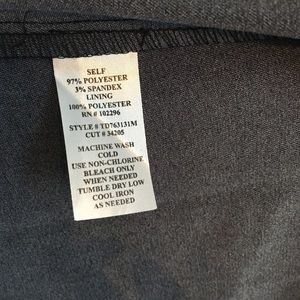 SELF
97% POLYESTER
3% SPANDEX
LINING
100% POLYESTER
RN # 102296
STYLE # TD763131M
CUT # 34205
MACHINE WASH
COLD
USE NON-CHLORINE
BLEACH ONLY
WHEN NEEDED
TUMBLE DRY LOW
COOL IRON
AS NEEDED